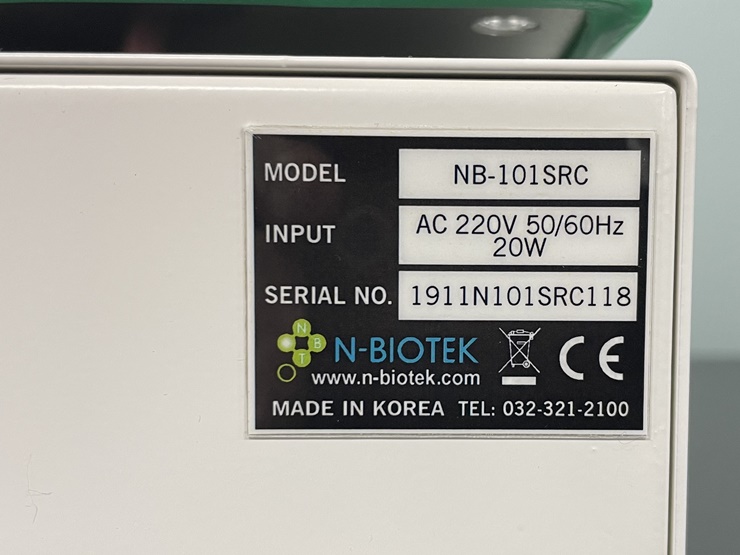 MODEL NB-101SRC
INPUT AC 220V 50/60Hz
20W
SERIAL NO. 1911N101SRC118
N
B
T
N-BIOTEK
www.n-biotek.com
CE
MADE IN KOREA TEL: 032-321-2100